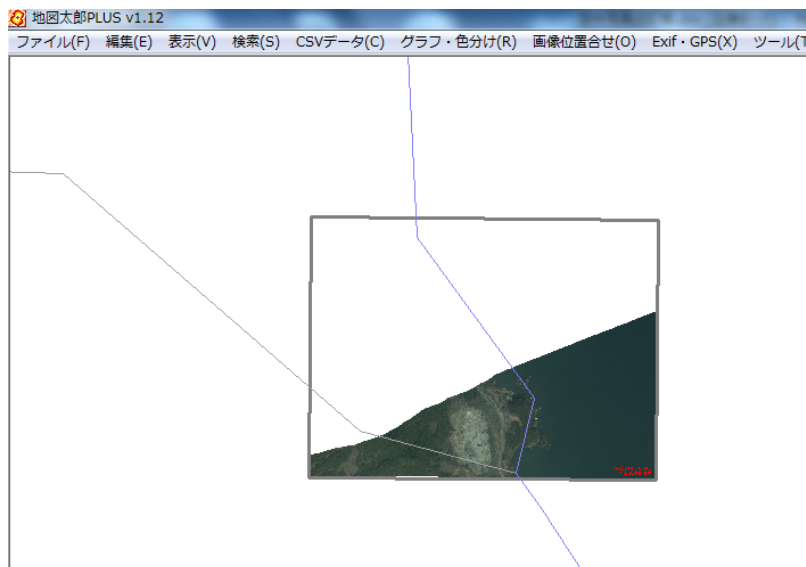 地図太郎PLUS v1.12
ファイル(F) 編集(E) 表示(V) 検索(S) CSVデータ(C) グラフ・色分け(R) 画像位置合せ(O) Exif・GPS(X) ツール(T